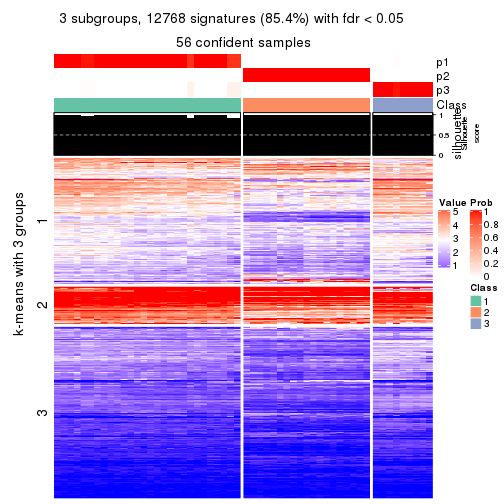 3 subgroups, 12768 signatures (85.4%) with fdr < 0.05
56 confident samples
p1
p2
p3
Class
silhouette
Silhouette
score
1
0.5
0
k-means with 3 groups
1
2
3
Value
5
4
3
2
1
Prob
1
0.8
0.6
0.4
0.2
0
Class
1
2
3